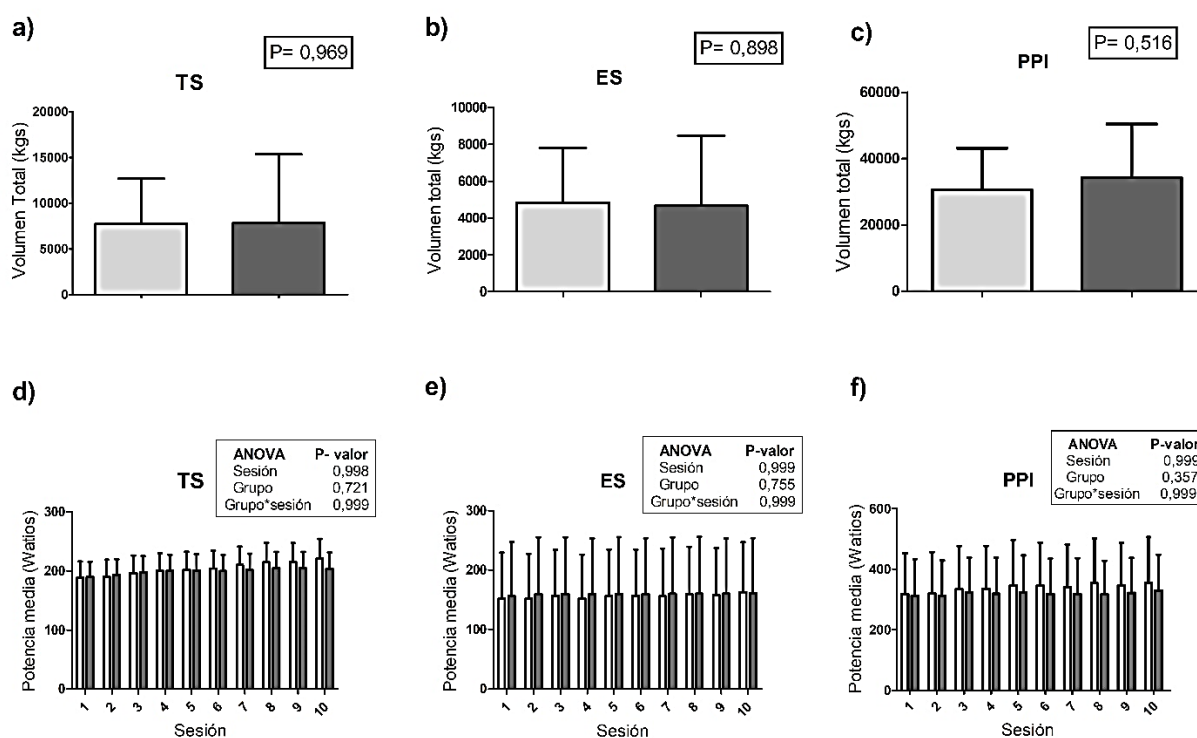 a)
P= 0,969
TS
Volumen Total (kgs)
20000
15000
10000
5000
0
b)
P= 0,898
ES
Volumen Total (kgs)
10000
8000
6000
4000
2000
0
c)
P= 0,516
PPI
Volumen total (kgs)
60000
40000
20000
0
d)
ANOVA P- valor
Sesión 0,998
Grupo 0,721
Grupo*sesión 0,999
TS
Potencia media (Watios)
300
200
100
0
1 2 3 4 5 6 7 8 9 10
Sesión
e)
ANOVA P-valor
Sesión 0,999
Grupo 0,755
Grupo*sesión 0,999
ES
Potencia media (Watios)
300
200
100
0
1 2 3 4 5 6 7 8 9 10
Sesión
f)
ANOVA P-valor
Sesión 0,999
Grupo 0,357
Grupo*sesión 0,999
PPI
Potencia media (Watios)
600
400
200
0
1 2 3 4 5 6 7 8 9 10
Sesión